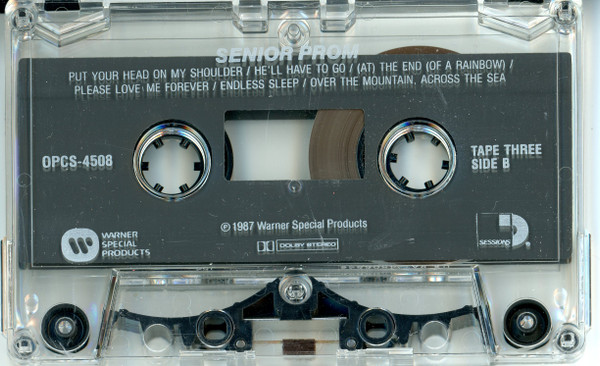 SENIOR PROM
PUT YOUR HEAD ON MY SHOULDER / HE'LL HAVE TO GO / (AT) THE END (OF A RAINBOW) /
PLEASE LOVE ME FOREVER / ENDLESS SLEEP / OVER THE MOUNTAIN, ACROSS THE SEA
OPCS-4508
TAPE THREE
SIDE B
© 1987 Warner Special Products
WARNER
SPECIAL
PRODUCTS
DOLBY STEREO
SESSIONS